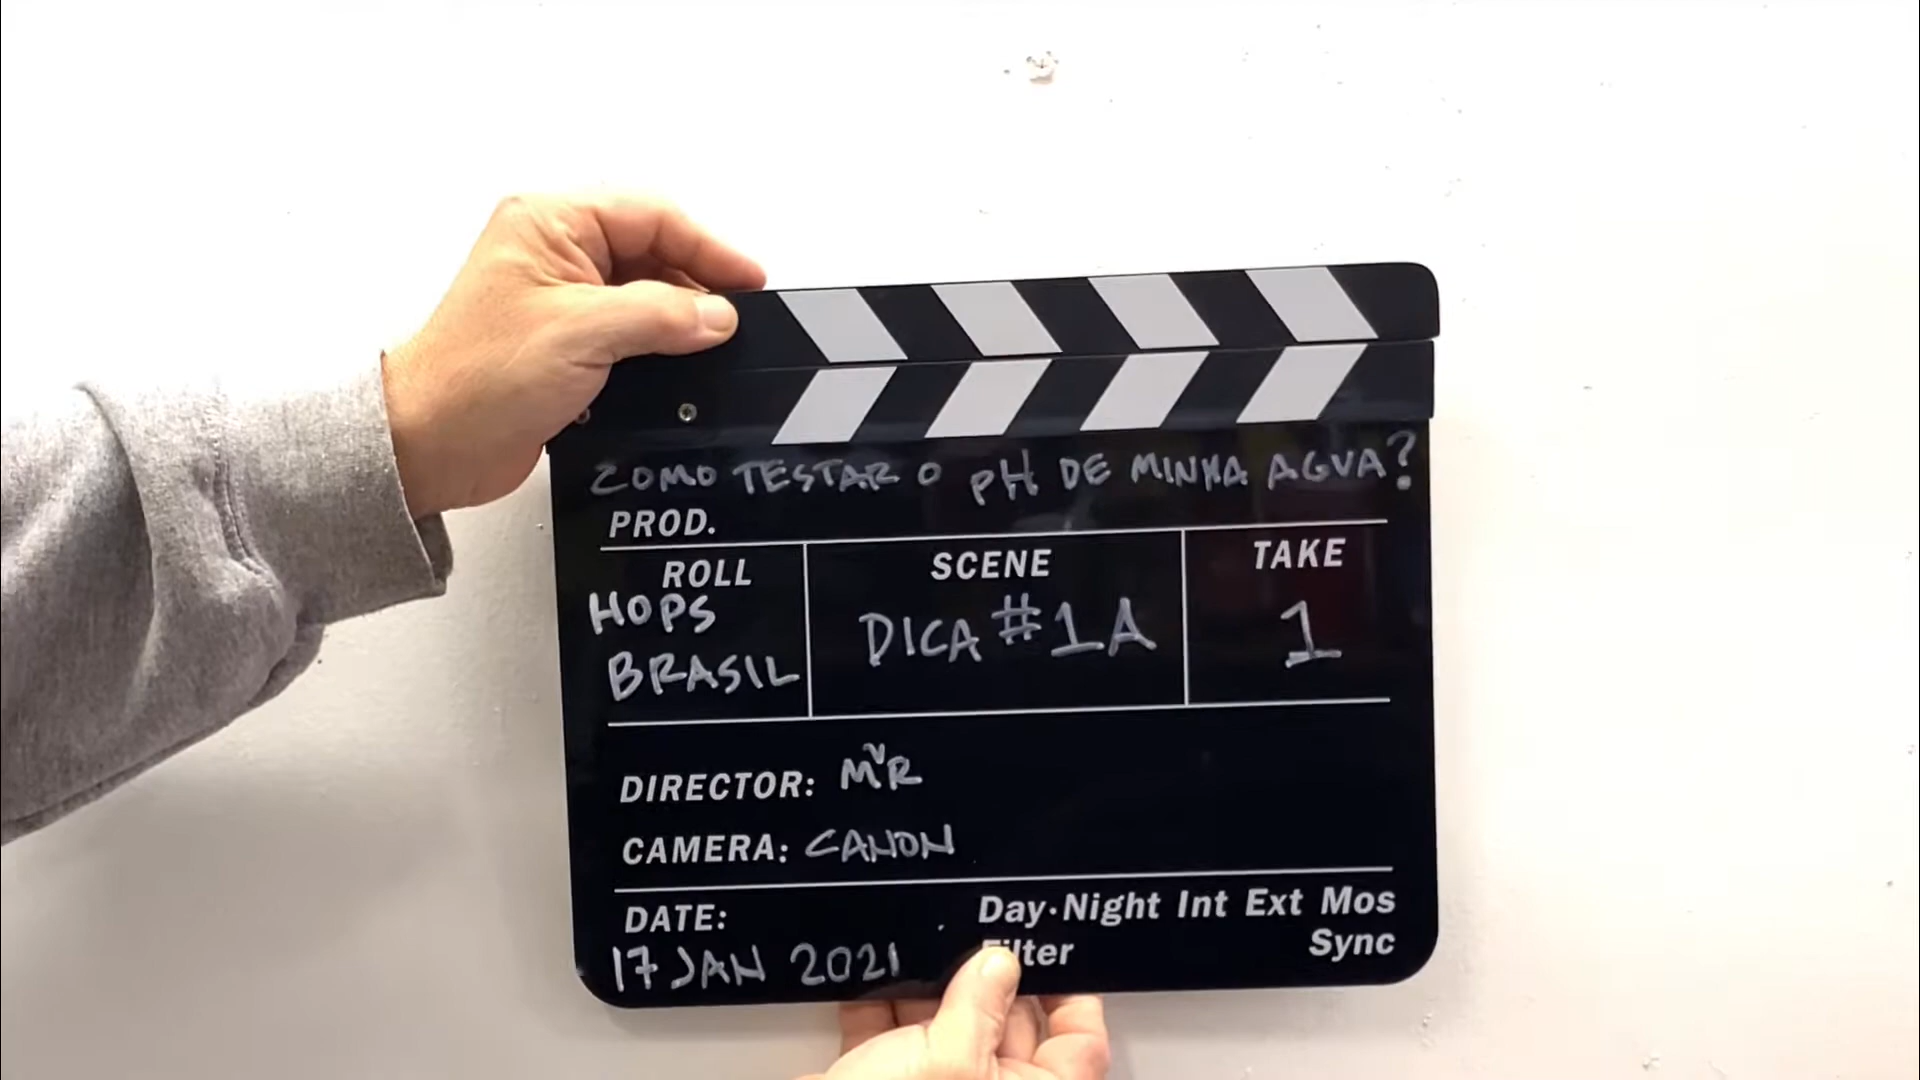 COMO TESTAR O pH DE MINHA AGUA?
PROD.
ROLL
HOPS
BRASIL
SCENE
DICA #1A
TAKE
1
DIRECTOR: MVR
CAMERA: CANON
DATE:
17 JAN 2021
Day·Night Int Ext Mos
Filter Sync